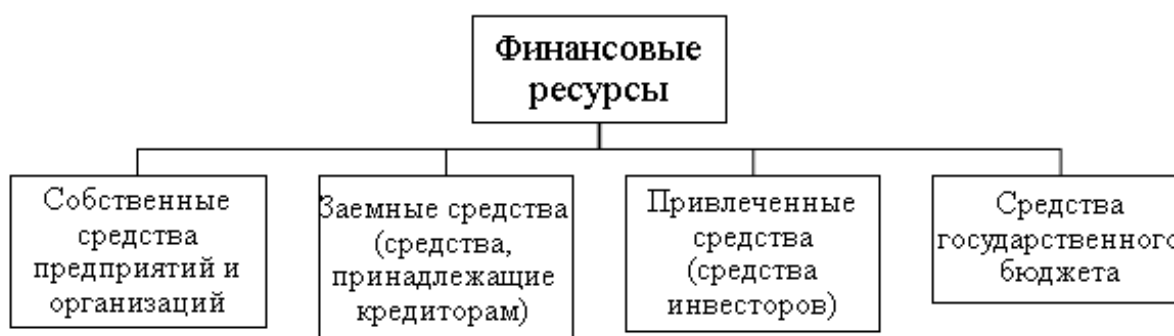 Финансовые
ресурсы
Собственные
средства
предприятий и
организаций
Заемные средства
(средства,
принадлежащие
кредиторам)
Привлеченные
средства
(средства
инвесторов)
Средства
государственного
бюджета